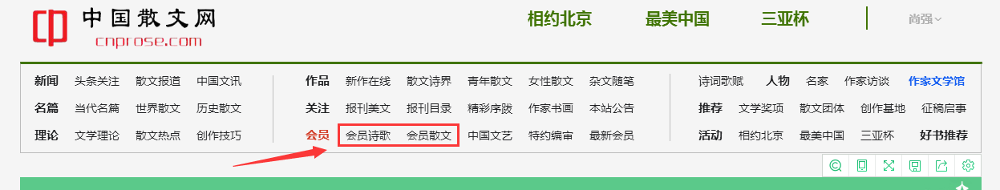 中国散文网
cnprose.com
相约北京 最美中国 三亚杯 尚强
新闻 头条关注 散文报道 中国文讯 作品 新作在线 散文诗界 青年散文 女性散文 杂文随笔 诗词歌赋 人物 名家 作家访谈 作家文学馆
名篇 当代名篇 世界散文 历史散文 关注 报刊美文 报刊目录 精彩序跋 作家书画 本站公告 推荐 文学奖项 散文团体 创作基地 征稿启事
理论 文学理论 散文热点 创作技巧 会员 会员诗歌 会员散文 中国文艺 特约编审 最新会员 活动 相约北京 最美中国 三亚杯 好书推荐